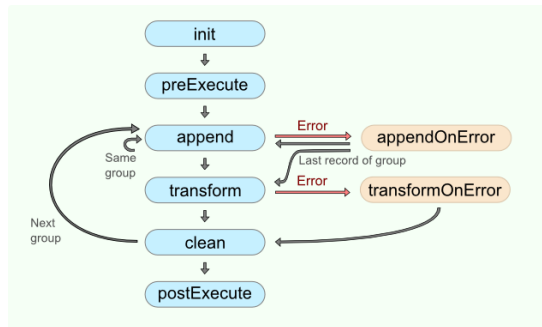 init
preExecute
append
Error
appendOnError
Same
group
Last record of group
transform
Error
transformOnError
Next
group
clean
postExecute